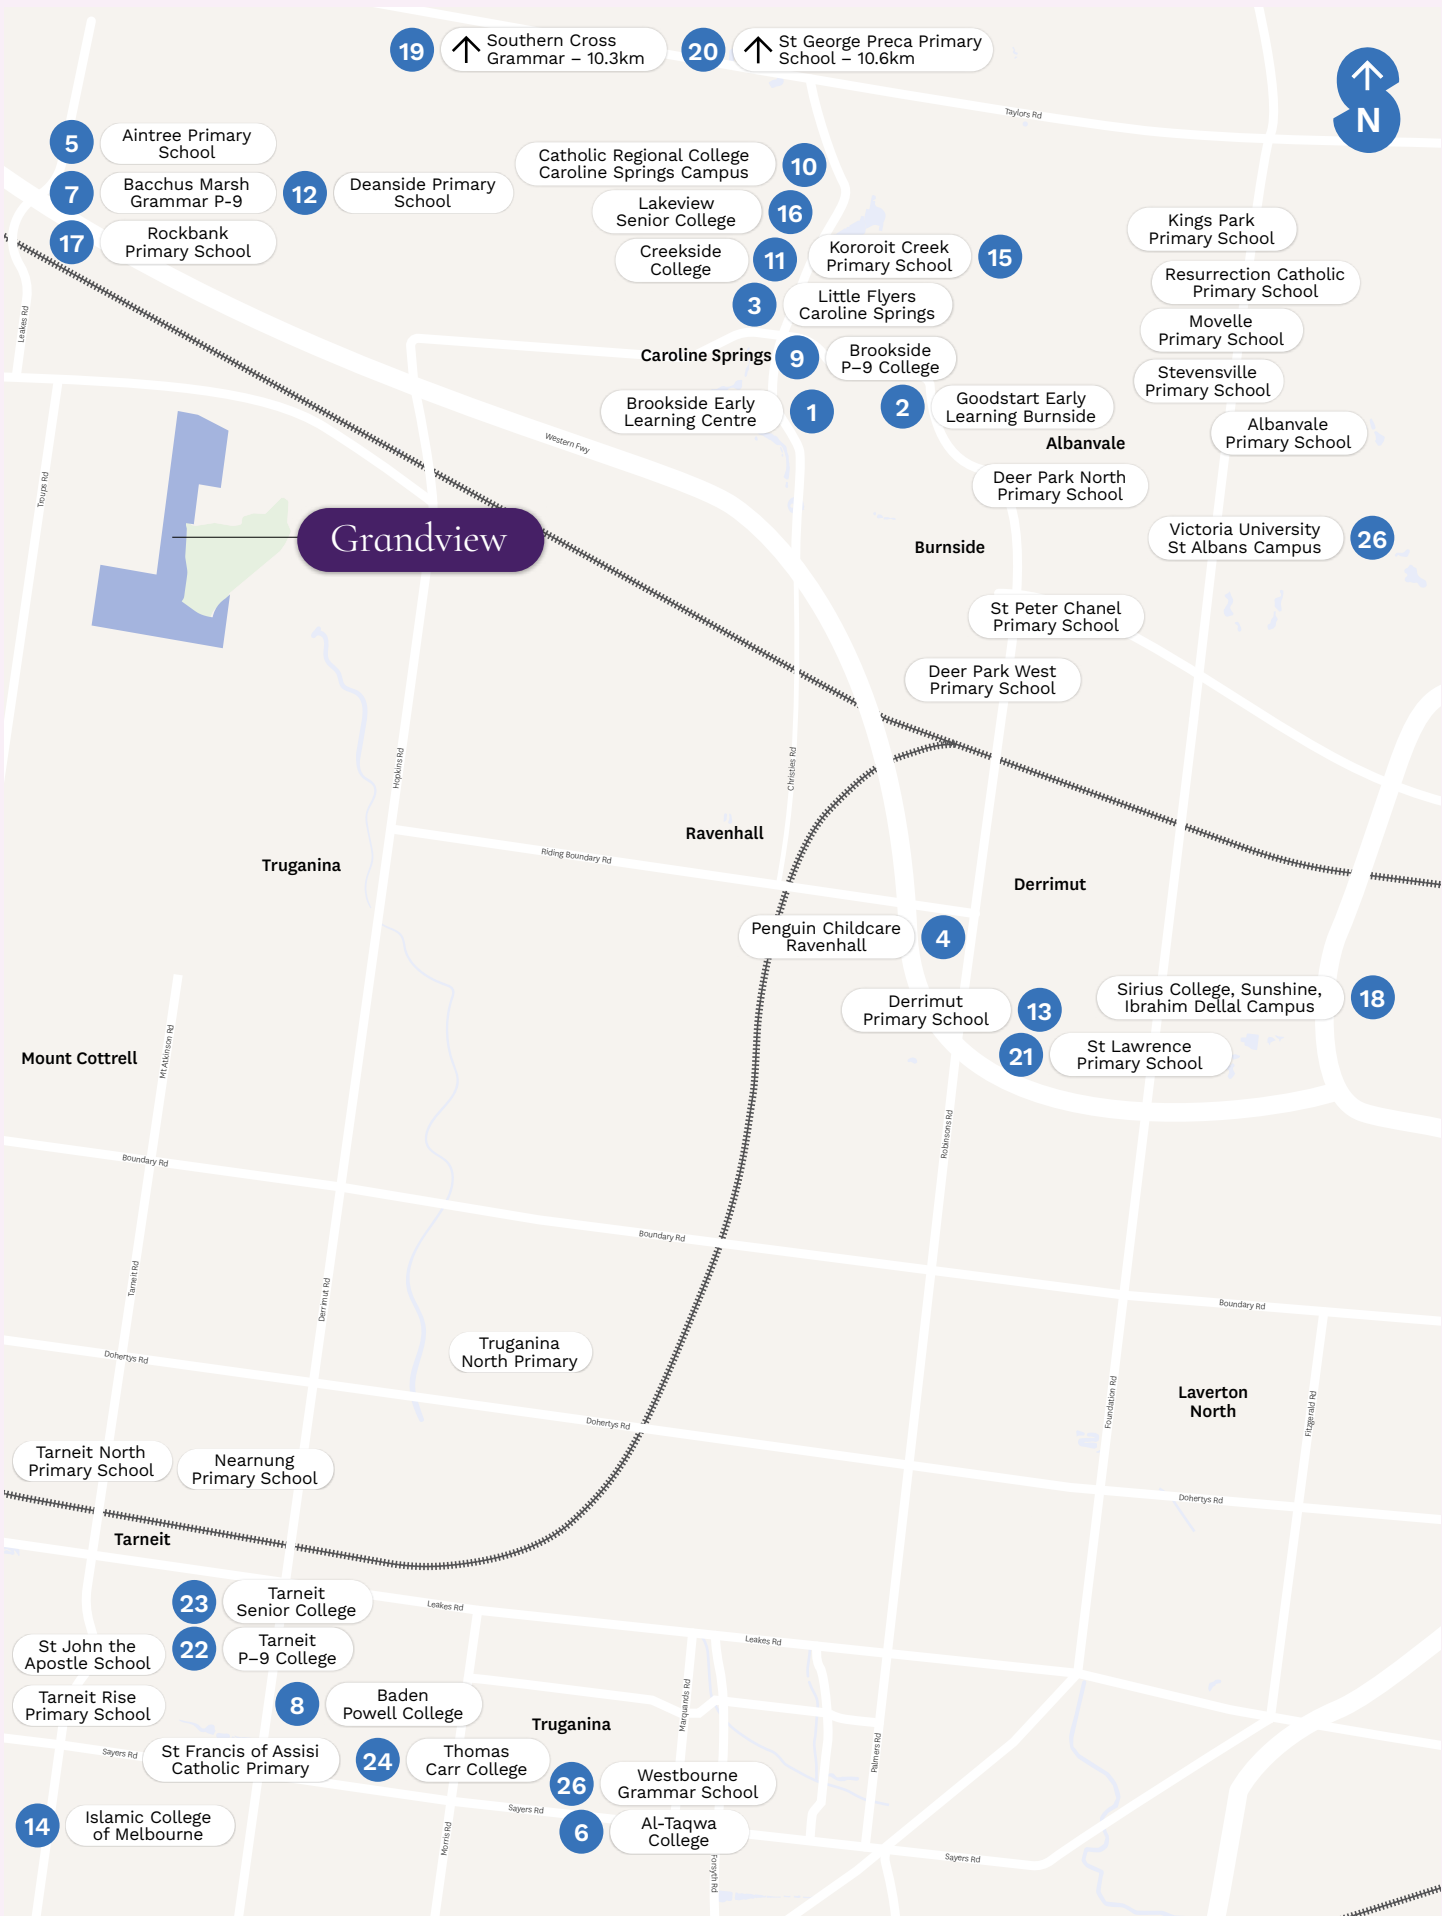 19
Southern Cross
Grammar – 10.3km
20
St George Preca Primary
School – 10.6km
N
Taylors Rd
5
Aintree Primary
School
7
Bacchus Marsh
Grammar P-9
12
Deanside Primary
School
17
Rockbank
Primary School
Catholic Regional College
Caroline Springs Campus
10
Lakeview
Senior College
16
Creekside
College
11
Kororoit Creek
Primary School
15
3
Little Flyers
Caroline Springs
Caroline Springs
9
Brookside
P–9 College
Brookside Early
Learning Centre
1
2
Goodstart Early
Learning Burnside
Kings Park
Primary School
Resurrection Catholic
Primary School
Movelle
Primary School
Stevensville
Primary School
Albanvale
Primary School
Albanvale
Leakes Rd
Western Fwy
Troups Rd
Deer Park North
Primary School
Grandview
Burnside
Victoria University
St Albans Campus
26
St Peter Chanel
Primary School
Deer Park West
Primary School
Hopkins Rd
Christies Rd
Ravenhall
Truganina
Riding Boundary Rd
Derrimut
Penguin Childcare
Ravenhall
4
Derrimut
Primary School
13
Sirius College, Sunshine,
Ibrahim Dellal Campus
18
21
St Lawrence
Primary School
Mount Cottrell
Mt Atkinson Rd
Robinsons Rd
Boundary Rd
Boundary Rd
Boundary Rd
Tarneit Rd
Derrimut Rd
Truganina
North Primary
Dohertys Rd
Dohertys Rd
Dohertys Rd
Foundation Rd
Laverton
North
Fitzgerald Rd
Tarneit North
Primary School
Nearnung
Primary School
Tarneit
23
Tarneit
Senior College
Leakes Rd
Leakes Rd
St John the
Apostle School
22
Tarneit
P–9 College
Tarneit Rise
Primary School
8
Baden
Powell College
Truganina
Marquands Rd
Palmers Rd
Sayers Rd
St Francis of Assisi
Catholic Primary
24
Thomas
Carr College
26
Westbourne
Grammar School
14
Islamic College
of Melbourne
Sayers Rd
Morris Rd
6
Al-Taqwa
College
Forsyth Rd
Sayers Rd